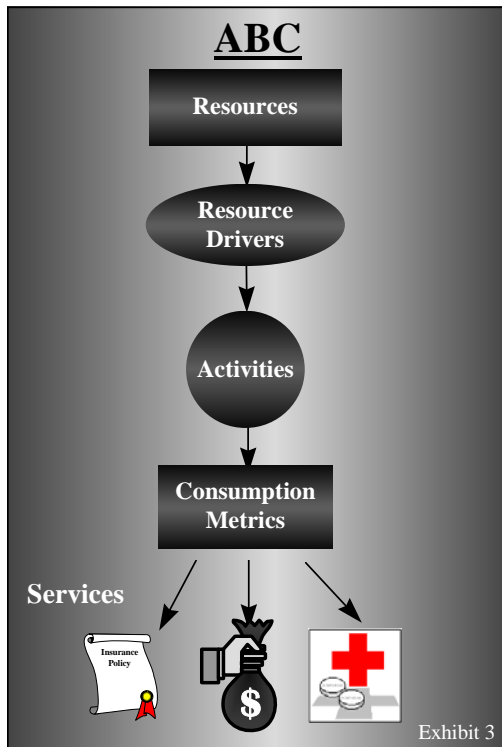 ABC
Resources
Resource
Drivers
Activities
Consumption
Metrics
Services
Insurance
Policy
$
Exhibit 3